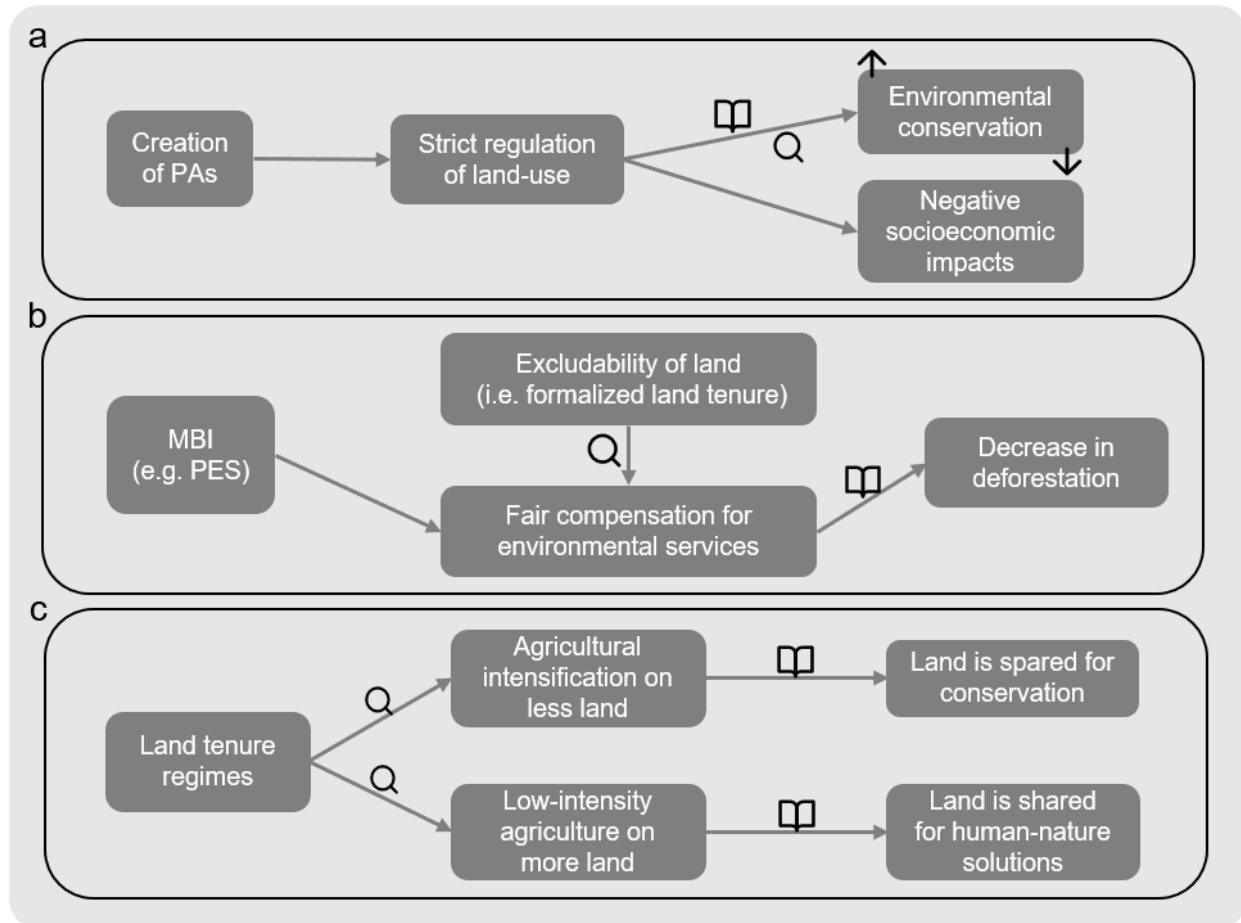 a
Creation
of PAs
Strict regulation
of land-use
Environmental
conservation
Negative
socioeconomic
impacts
b
MBI
(e.g. PES)
Excludability of land
(i.e. formalized land tenure)
Fair compensation for
environmental services
Decrease in
deforestation
c
Land tenure
regimes
Agricultural
intensification on
less land
Land is spared for
conservation
Low-intensity
agriculture on
more land
Land is shared
for human-nature
solutions